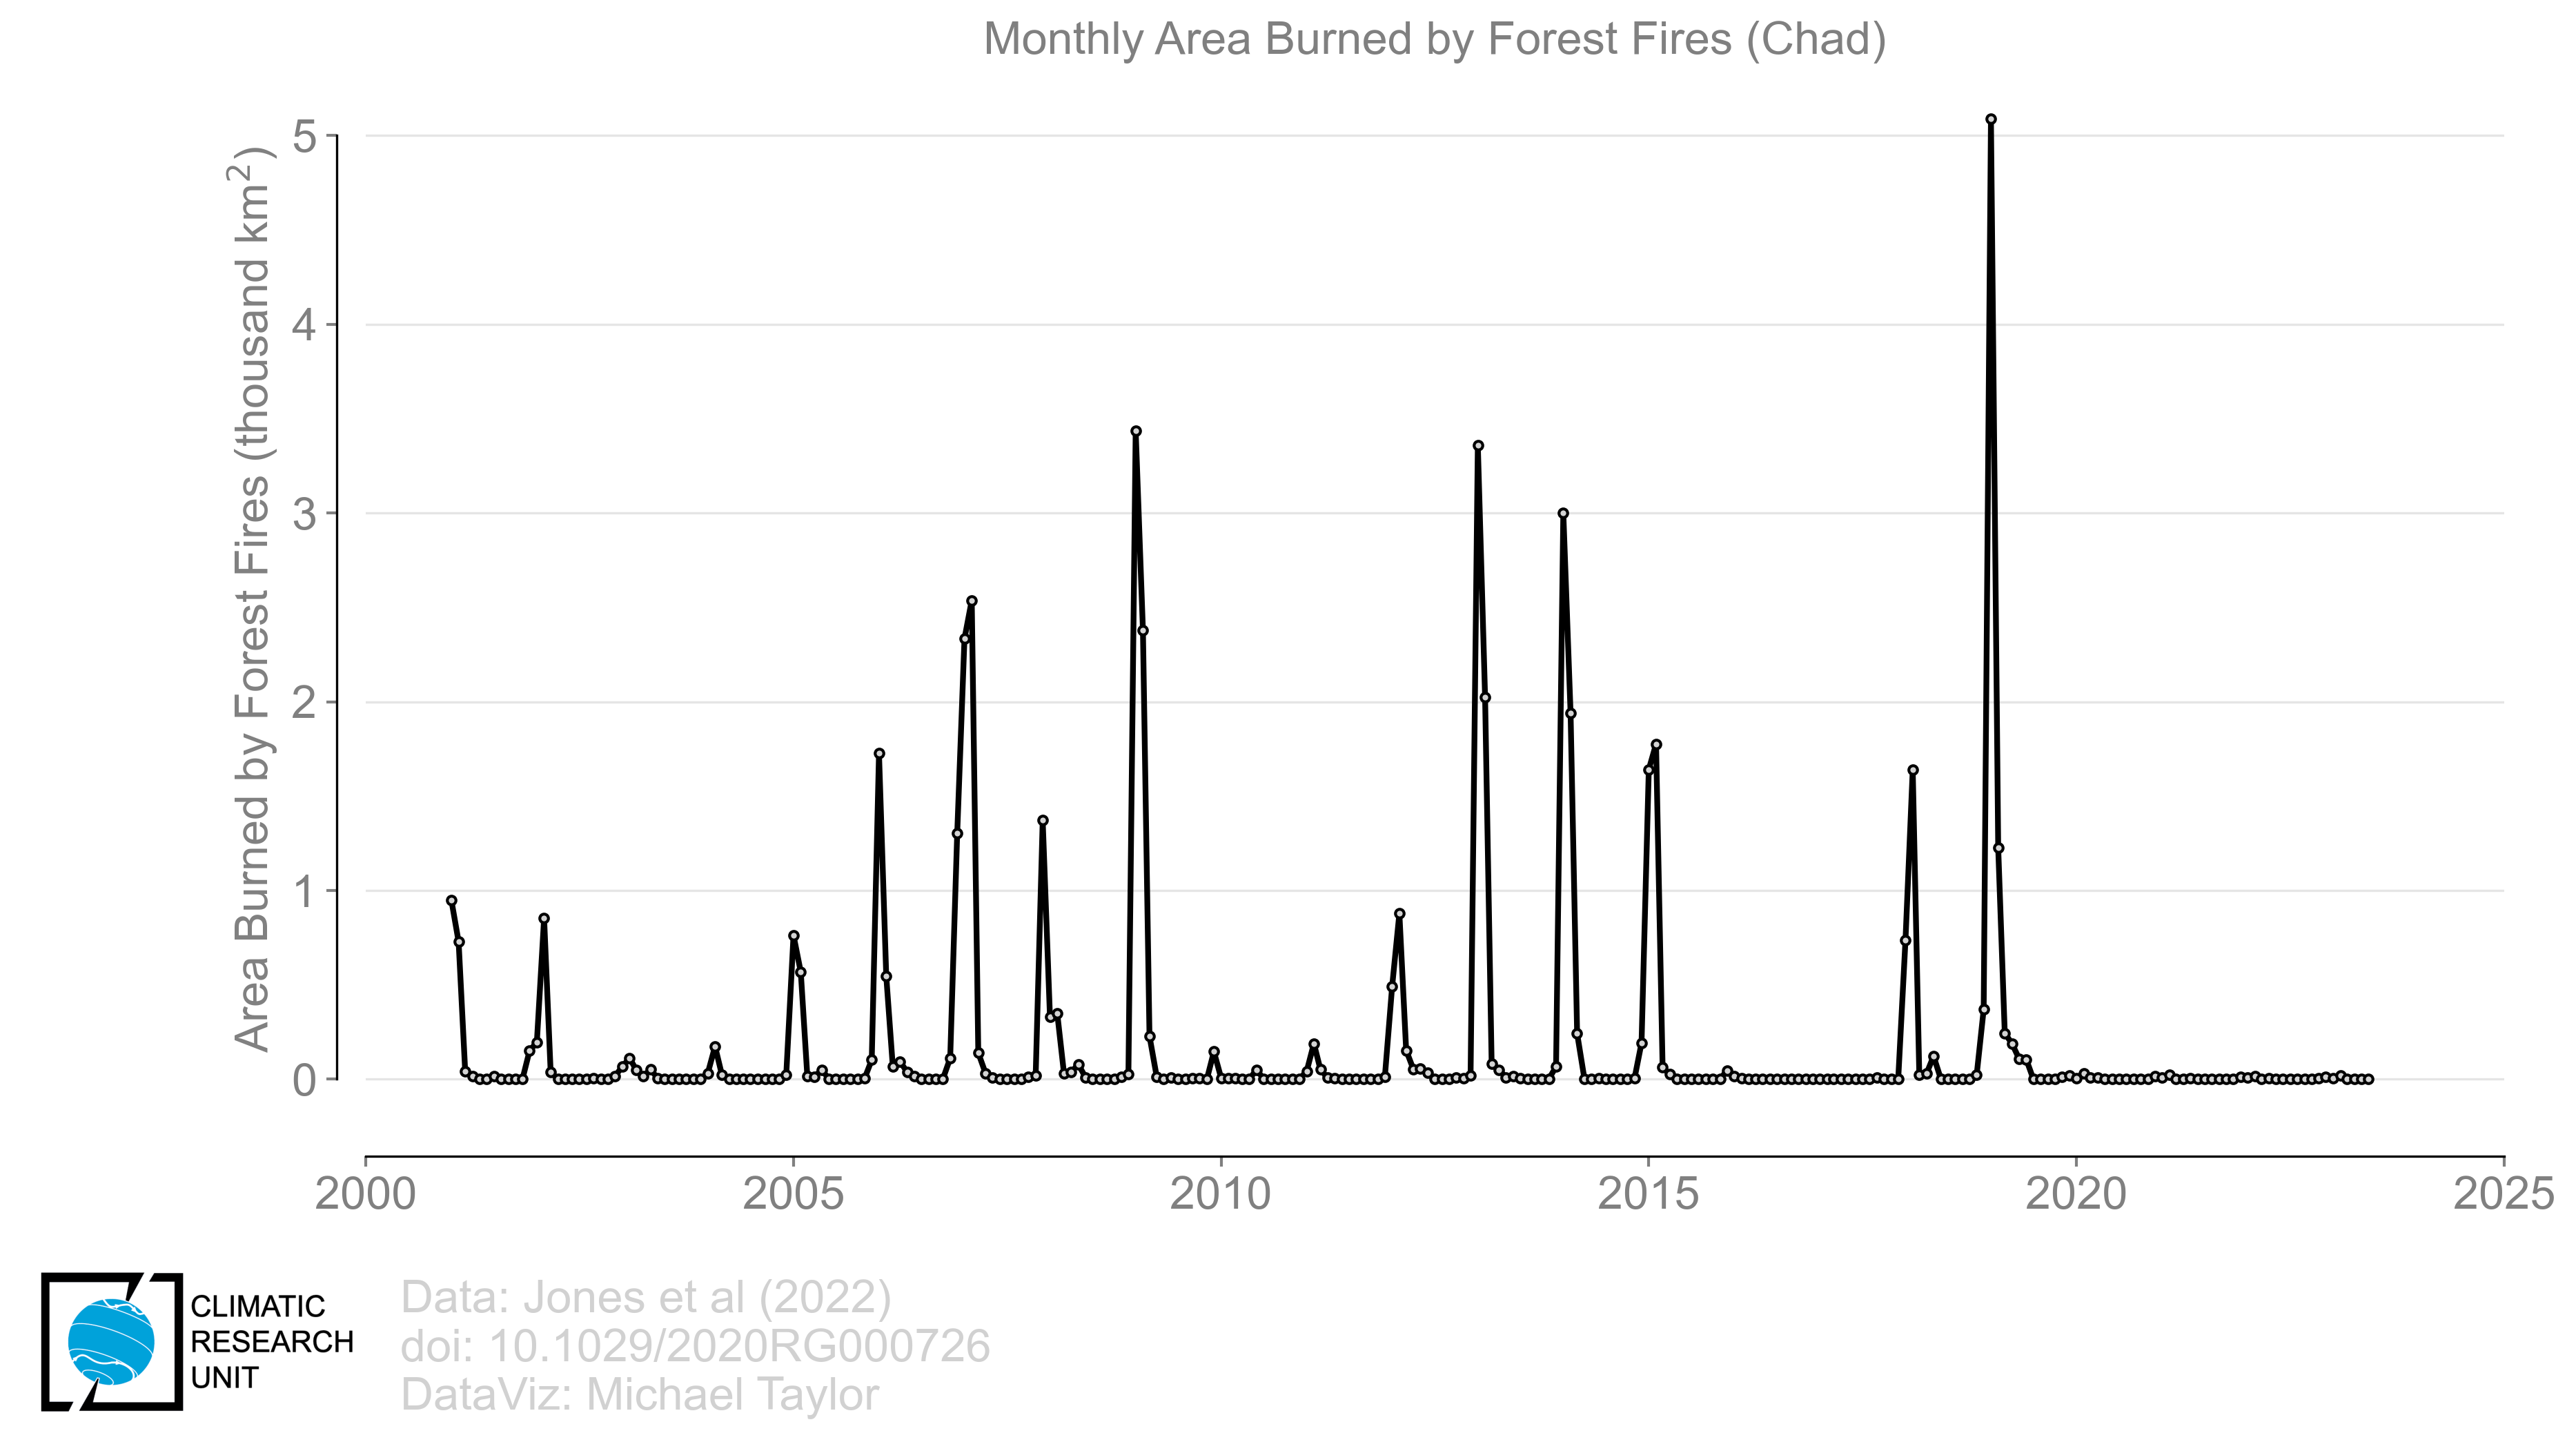 Monthly Area Burned by Forest Fires (Chad)
Area Burned by Forest Fires (thousand km²)
5
4
3
2
1
0
2000 2005 2010 2015 2020 2025
CLIMATIC
RESEARCH
UNIT
Data: Jones et al (2022)
doi: 10.1029/2020RG000726
DataViz: Michael Taylor